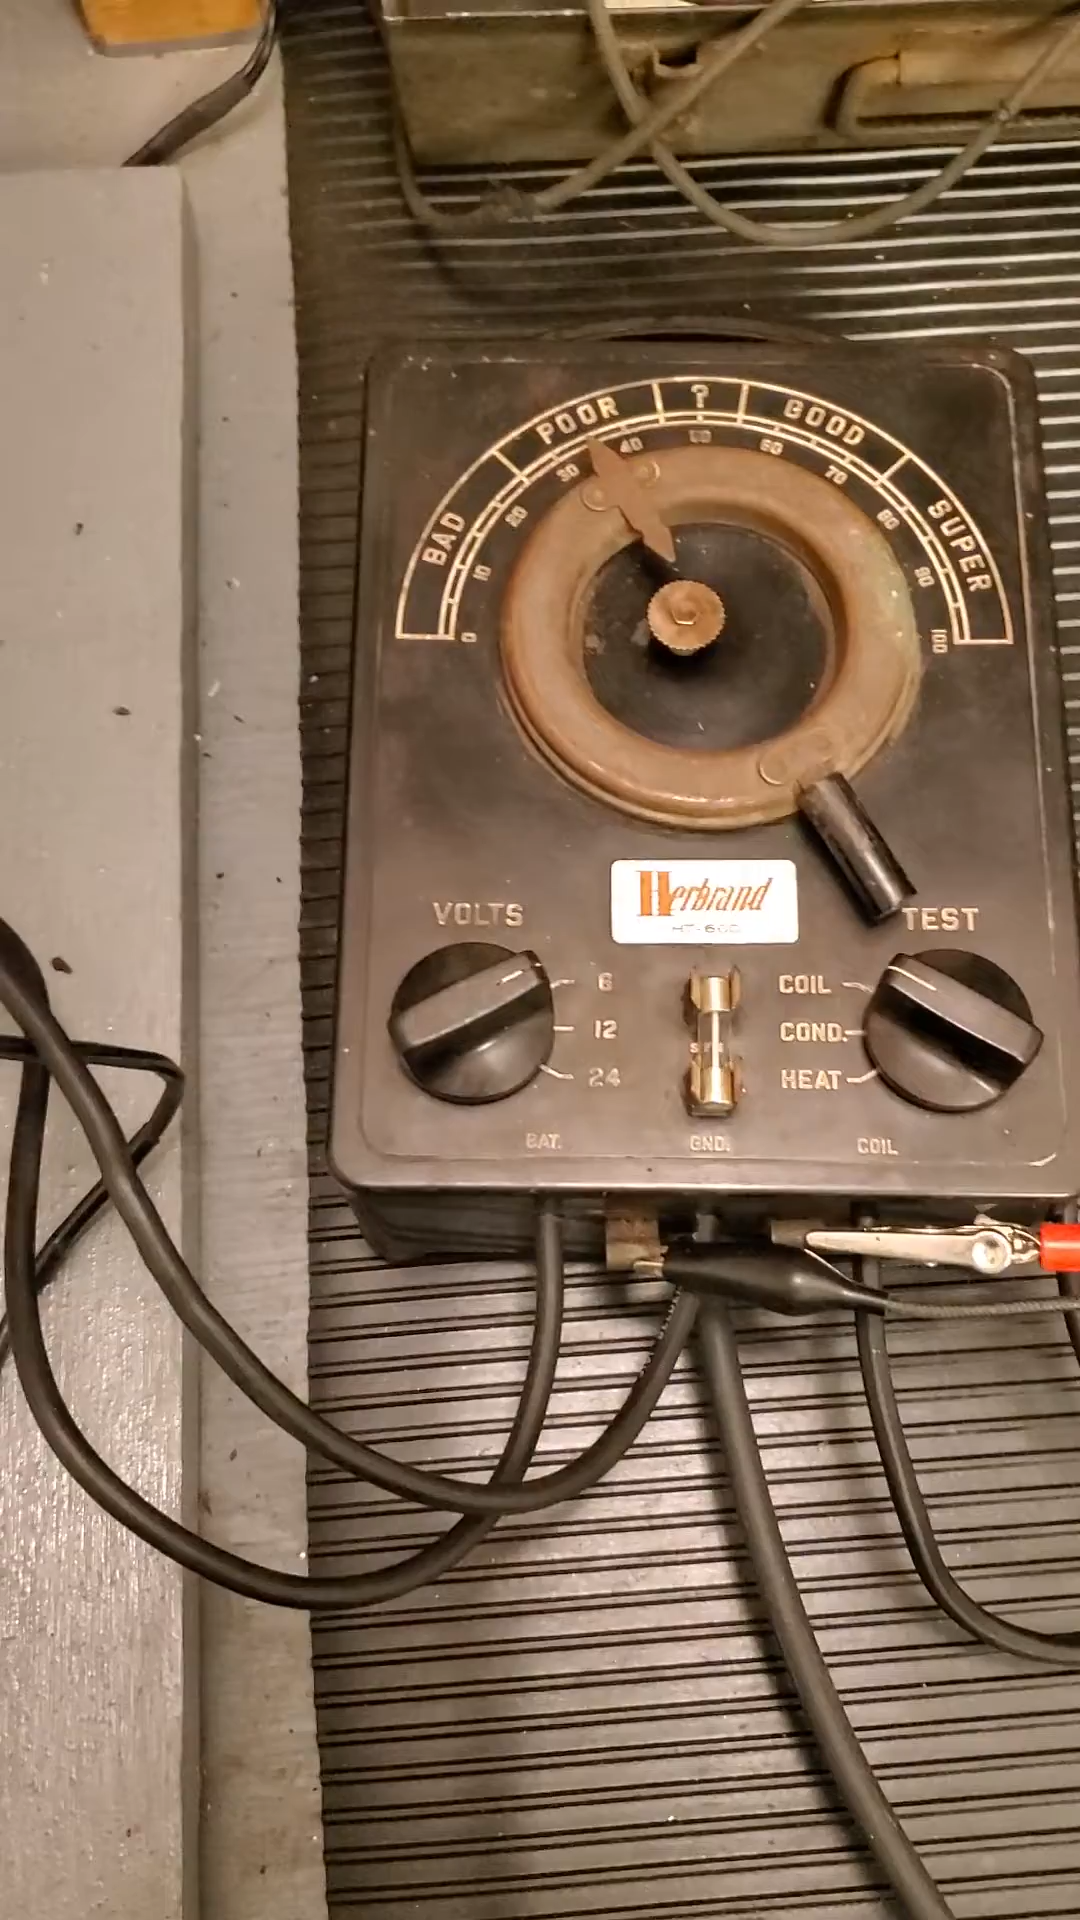 BAD POOR ? GOOD SUPER
0 10 20 30 40 50 60 70 80 90 100
Herbrand
HT-600
VOLTS
6
12
24
TEST
COIL
COND.
HEAT
BAT. GND. COIL